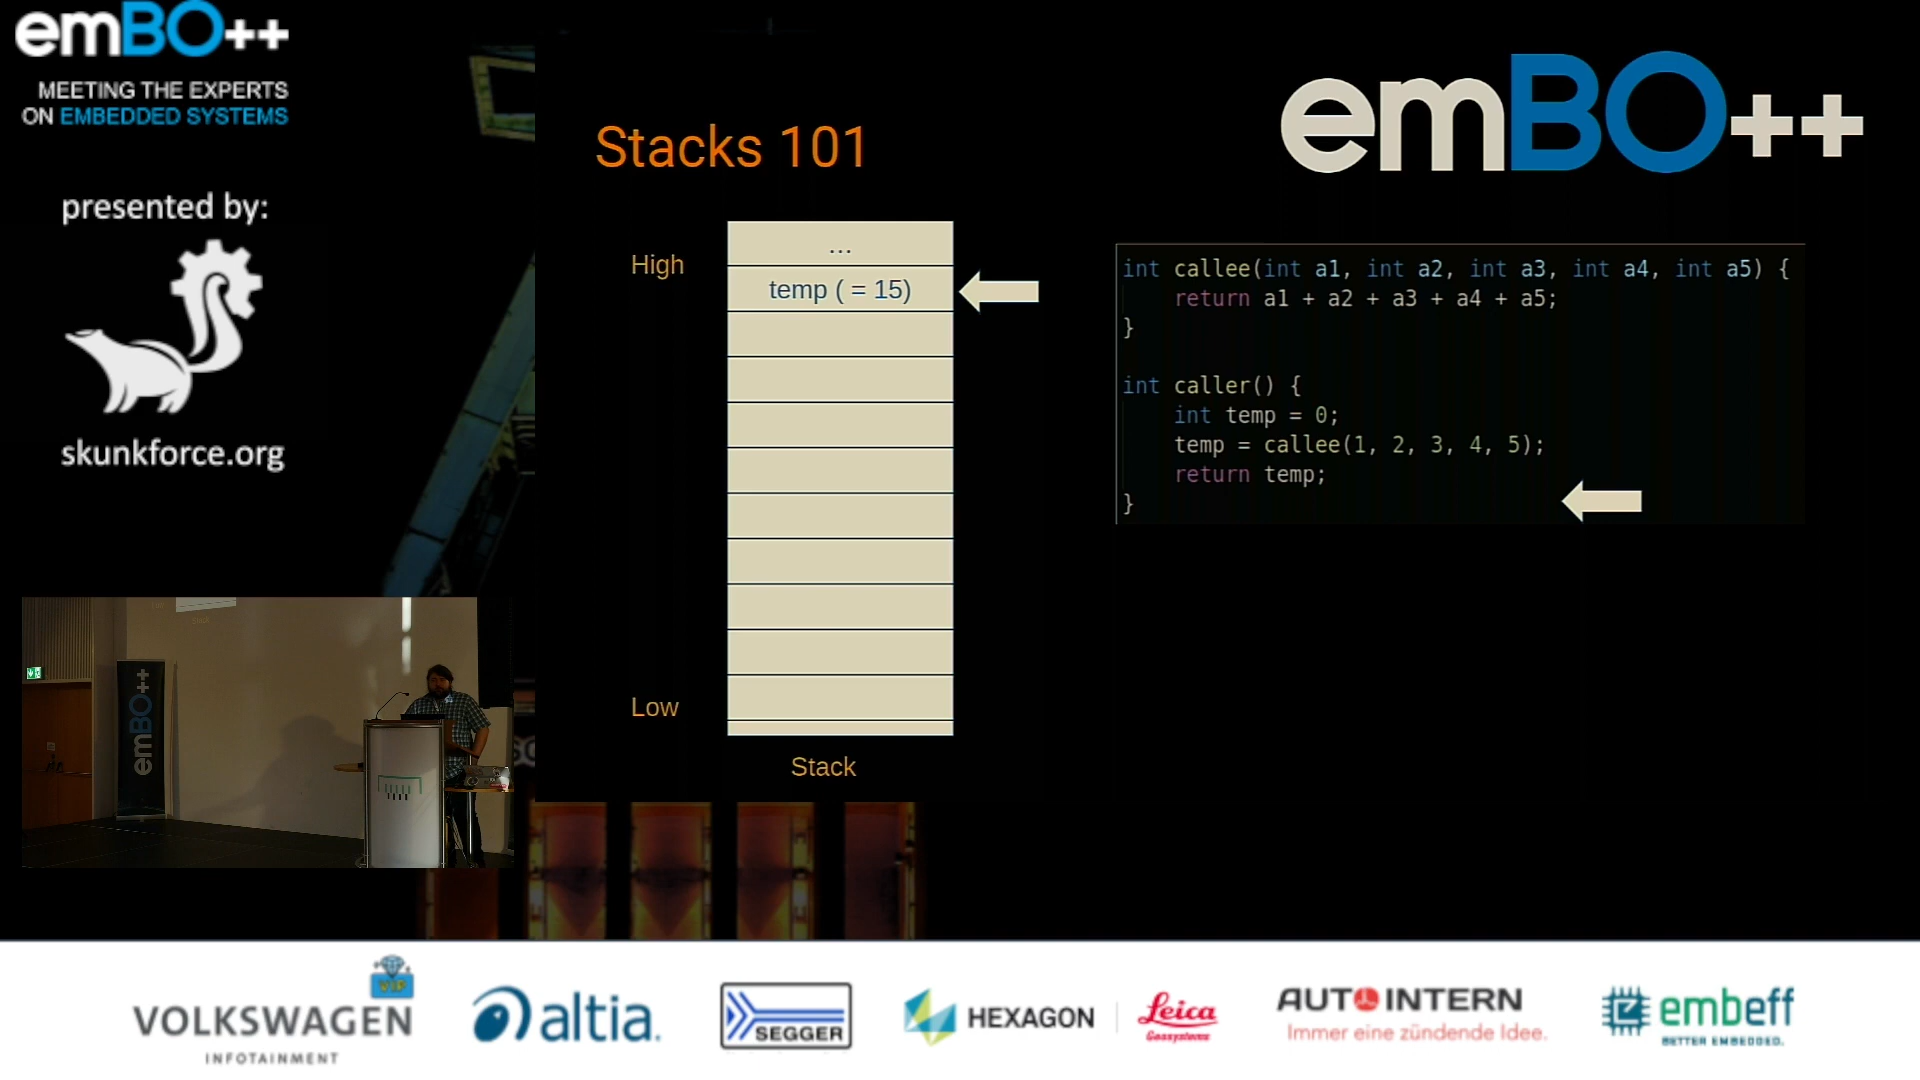 emBO++
MEETING THE EXPERTS
ON EMBEDDED SYSTEMS
presented by:
skunkforce.org
emBO++
Stacks 101
emBO++
High
...
temp ( = 15)
Low
Stack
int callee(int a1, int a2, int a3, int a4, int a5) {
return a1 + a2 + a3 + a4 + a5;
}
int caller() {
int temp = 0;
temp = callee(1, 2, 3, 4, 5);
return temp;
}
VIP
VOLKSWAGEN
INFOTAINMENT
altia.
SEGGER
HEXAGON
Leica
Geosystems
AUTOINTERN
Immer eine zündende Idee.
embeff
BETTER EMBEDDED.